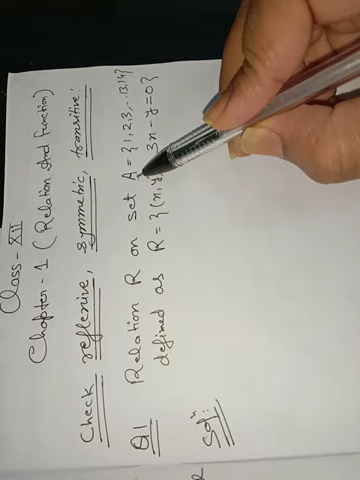 Class - XII
Chapter - 1 (Relation And function)
Check reflexive, symmetric, transitive:
Q1 Relation R on set A = {1,2,3,...13,14}
defined as R = {(x,y) 3x-y=0}
Soln: